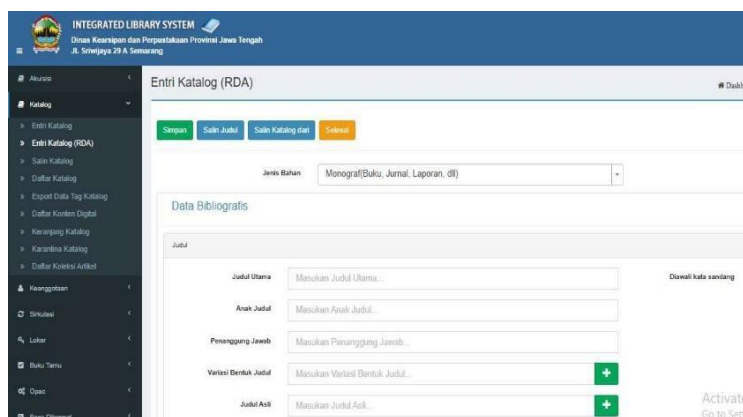 INTEGRATED LIBRARY SYSTEM
Dinas Kearsipan dan Perpustakaan Provinsi Jawa Tengah
JL. Sriwijaya 29 A Semarang
Akuisisi
Katalog
Entri Katalog
Entri Katalog (RDA)
Salin Katalog
Daftar Katalog
Export Data Tag Katalog
Daftar Konten Digital
Keranjang Katalog
Karantina Katalog
Daftar Koleksi Artikel
Keanggotaan
Sirkulasi
Loker
Buku Tamu
Opac
Entri Katalog (RDA)
Simpan Salin Judul Salin Katalog dari Selesai
Jenis Bahan Monograf(Buku, Jurnal, Laporan, dll)
Data Bibliografis
Judul
Judul Utama Masukan Judul Utama... Diawali kata sandang
Anak Judul Masukan Anak Judul...
Penanggung Jawab Masukan Penanggung Jawab...
Variasi Bentuk Judul Masukan Variasi Bentuk Judul... +
Judul Asli Masukan Judul Asli... +
Activate
Go to Set